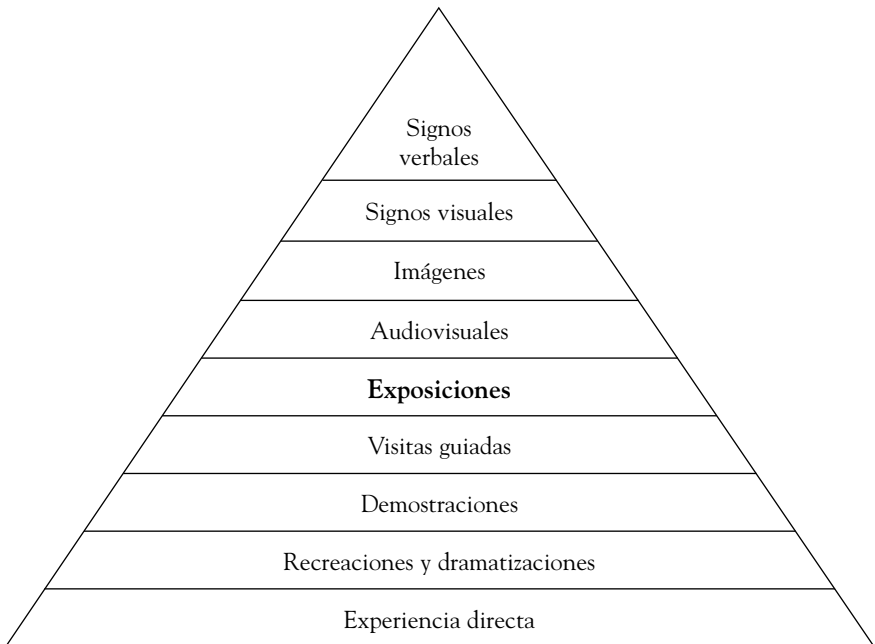 Signos
verbales
Signos visuales
Imágenes
Audiovisuales
Exposiciones
Visitas guiadas
Demostraciones
Recreaciones y dramatizaciones
Experiencia directa